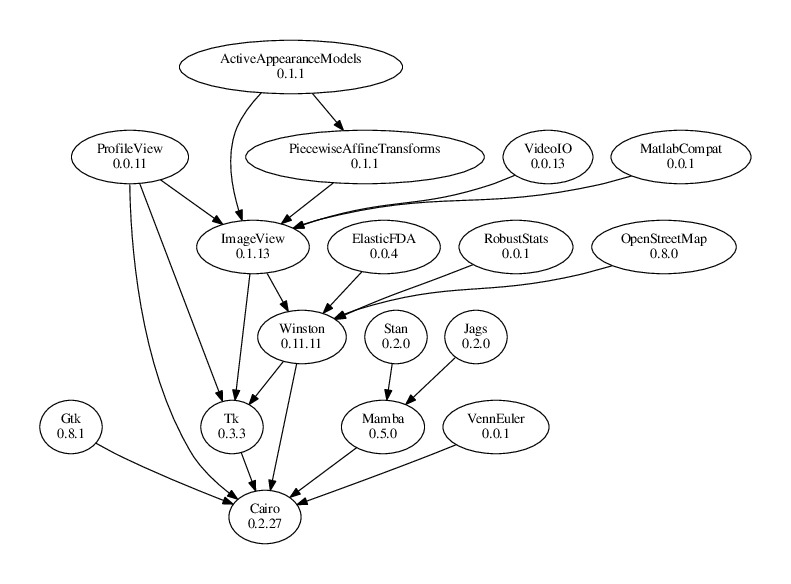 ActiveAppearanceModels
0.1.1
ProfileView
0.0.11
PiecewiseAffineTransforms
0.1.1
VideoIO
0.0.13
MatlabCompat
0.0.1
ImageView
0.1.13
ElasticFDA
0.0.4
RobustStats
0.0.1
OpenStreetMap
0.8.0
Winston
0.11.11
Stan
0.2.0
Jags
0.2.0
Gtk
0.8.1
Tk
0.3.3
Mamba
0.5.0
VennEuler
0.0.1
Cairo
0.2.27